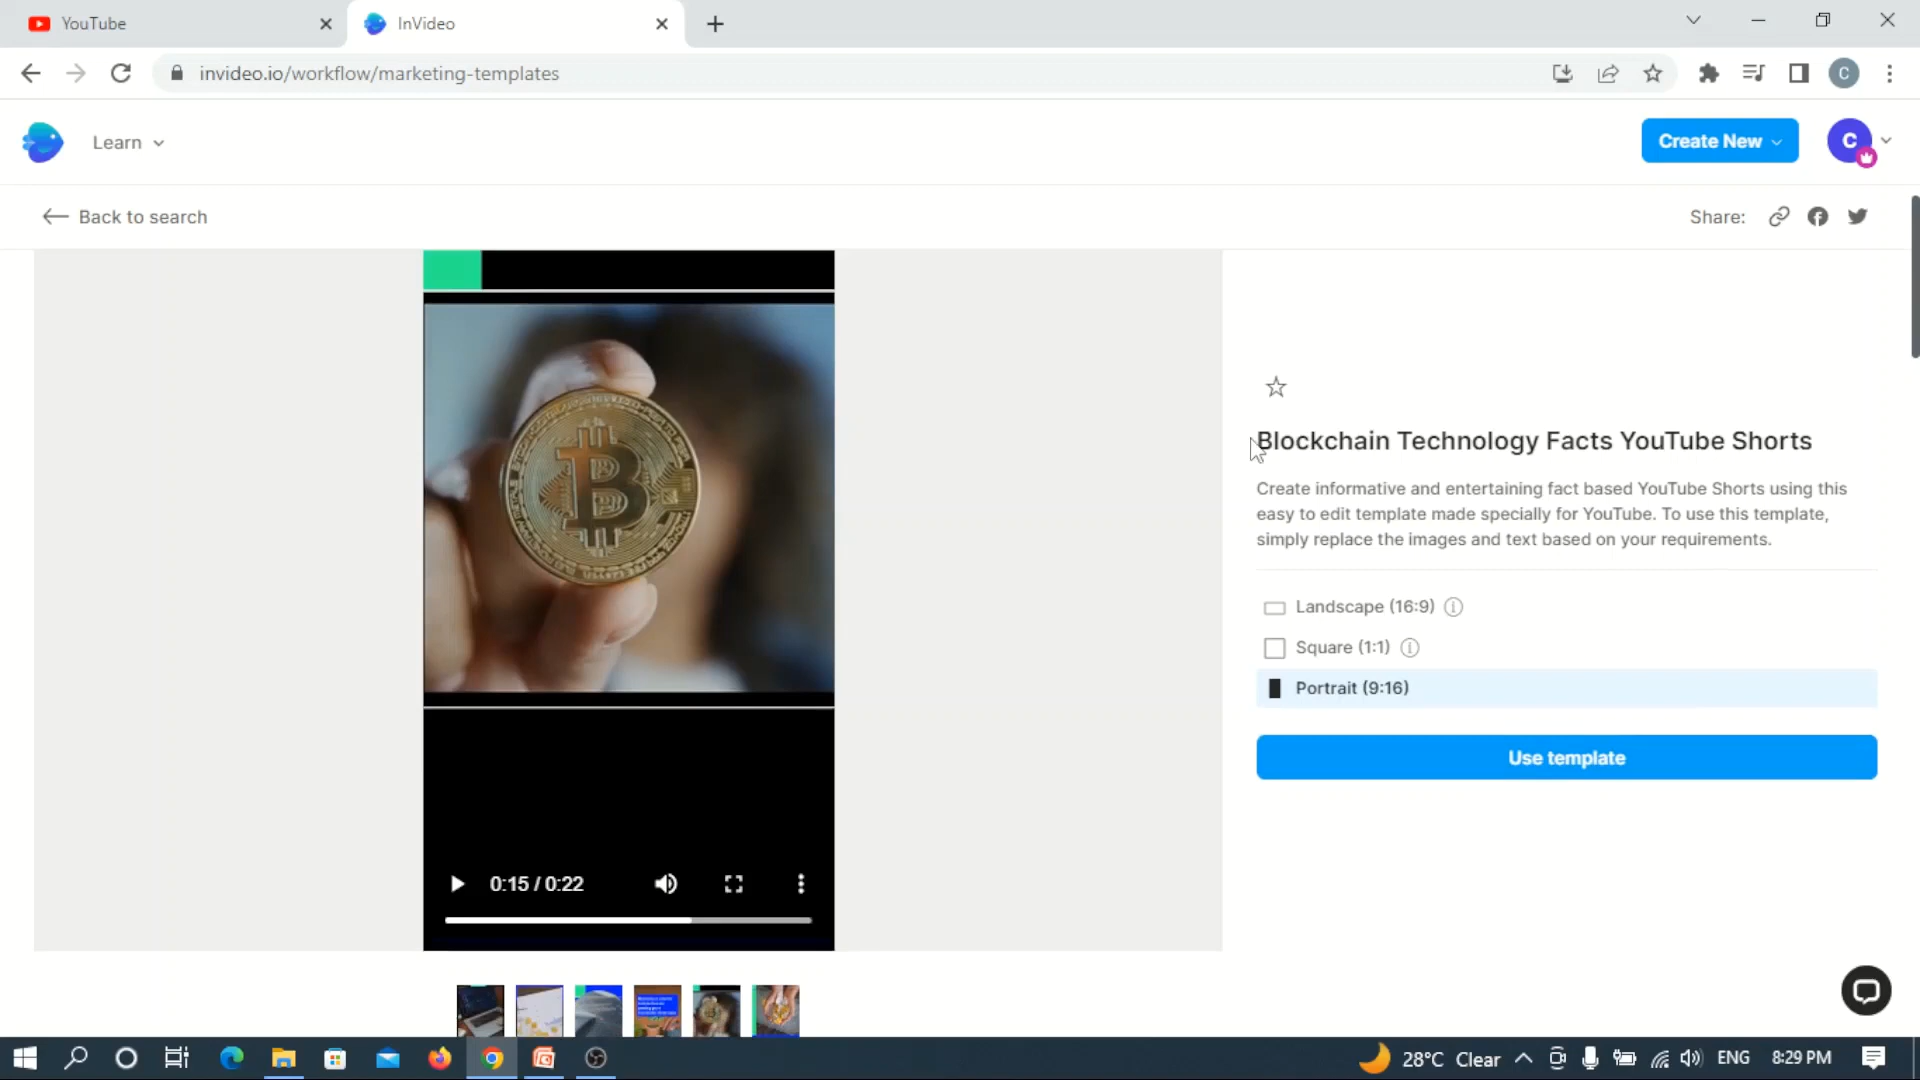 YouTube
InVideo
invideo.io/workflow/marketing-templates
C
Learn
Create New
C
Back to search
Share:
Blockchain Technology Facts YouTube Shorts
Create informative and entertaining fact based YouTube Shorts using this
easy to edit template made specially for YouTube. To use this template,
simply replace the images and text based on your requirements.
Landscape (16:9)
Square (1:1)
Portrait (9:16)
Use template
0:15 / 0:22
28°C Clear
ENG
8:29 PM